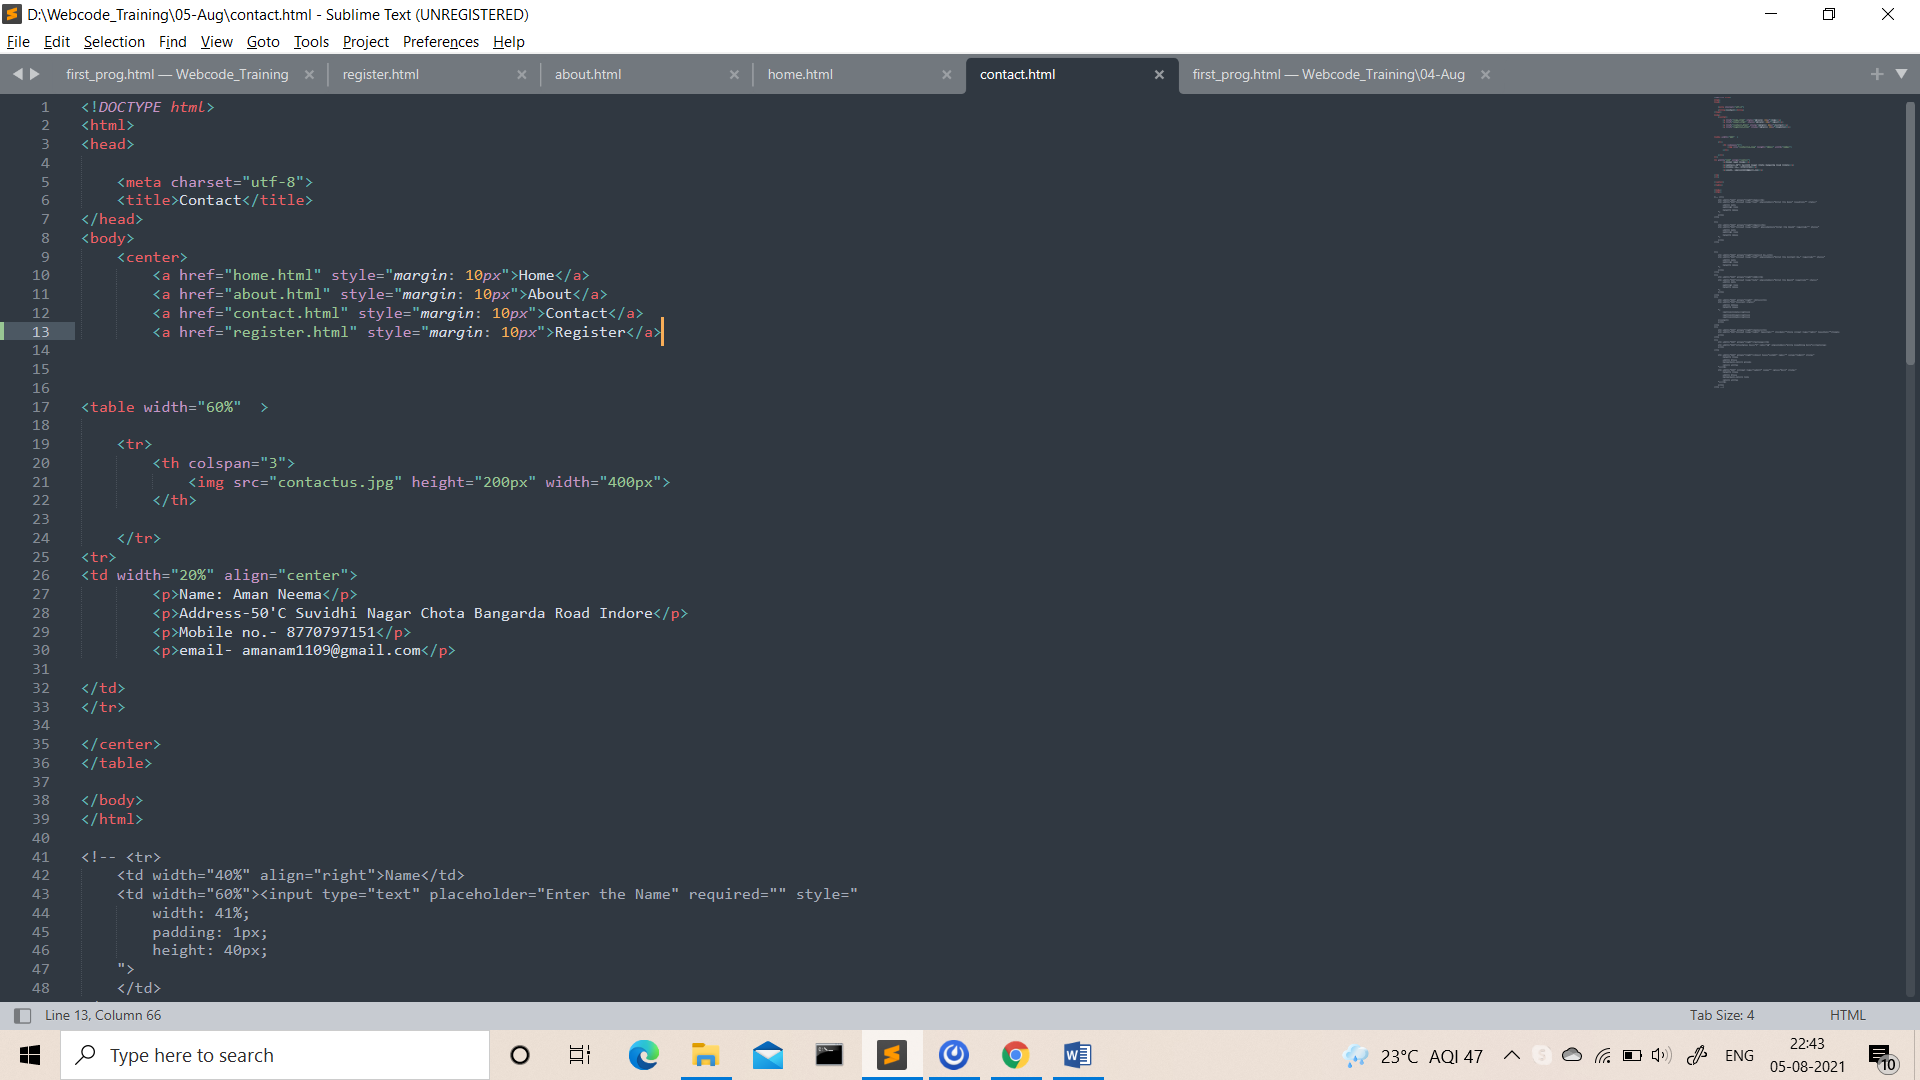 D:\Webcode_Training\05-Aug\contact.html - Sublime Text (UNREGISTERED)
File Edit Selection Find View Goto Tools Project Preferences Help
first_prog.html — Webcode_Training register.html about.html home.html contact.html first_prog.html — Webcode_Training\04-Aug
1 <!DOCTYPE html>
2 <html>
3 <head>
4
5 <meta charset="utf-8">
6 <title>Contact</title>
7 </head>
8 <body>
9 <center>
10 <a href="home.html" style="margin: 10px">Home</a>
11 <a href="about.html" style="margin: 10px">About</a>
12 <a href="contact.html" style="margin: 10px">Contact</a>
13 <a href="register.html" style="margin: 10px">Register</a>
14
15
16
17 <table width="60%"  >
18
19 <tr>
20 <th colspan="3">
21 <img src="contactus.jpg" height="200px" width="400px">
22 </th>
23
24 </tr>
25 <tr>
26 <td width="20%" align="center">
27 <p>Name: Aman Neema</p>
28 <p>Address-50'C Suvidhi Nagar Chota Bangarda Road Indore</p>
29 <p>Mobile no.- 8770797151</p>
30 <p>email- amanam1109@gmail.com</p>
31
32 </td>
33 </tr>
34
35 </center>
36 </table>
37
38 </body>
39 </html>
40
41 <!-- <tr>
42 <td width="40%" align="right">Name</td>
43 <td width="60%"><input type="text" placeholder="Enter the Name" required="" style="
44 width: 41%;
45 padding: 1px;
46 height: 40px;
47 ">
48 </td>
Line 13, Column 66 Tab Size: 4 HTML
Type here to search 23°C AQI 47 ENG 22:43
05-08-2021 10